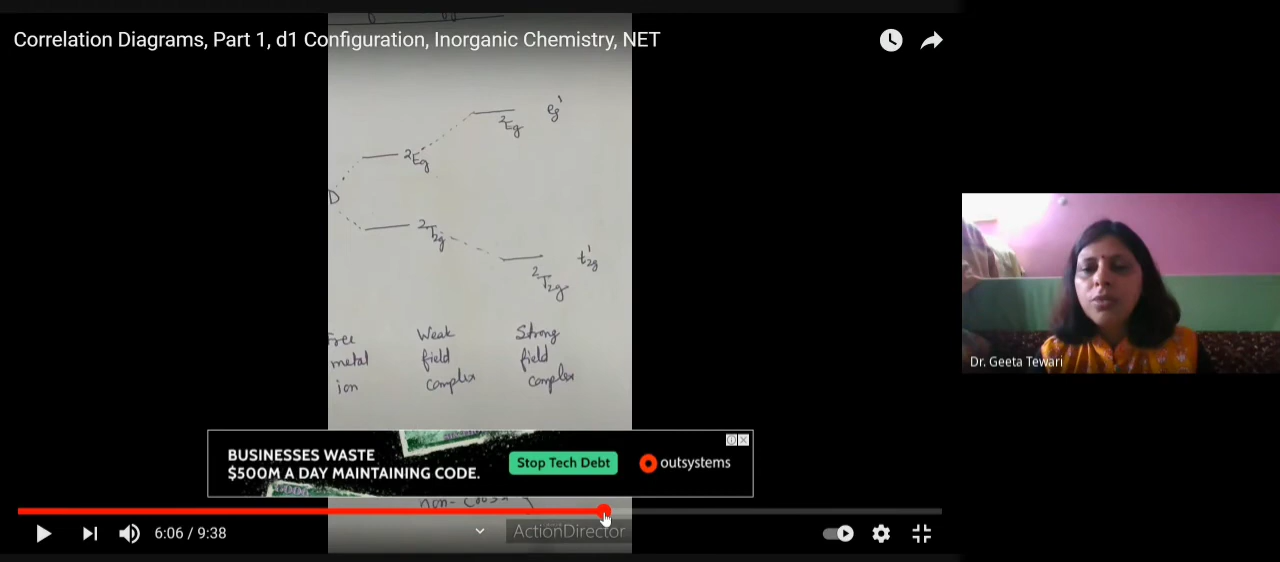 Correlation Diagrams, Part 1, d1 Configuration, Inorganic Chemistry, NET
²Eg eg¹
²Eg
D
²T₂g
t₂g¹
²T₂g
Free Weak Strong
metal field field
ion complex complex
BUSINESSES WASTE
$500M A DAY MAINTAINING CODE.
Stop Tech Debt
outsystems
non-
6:06 / 9:38
ActionDirector
Dr. Geeta Tewari